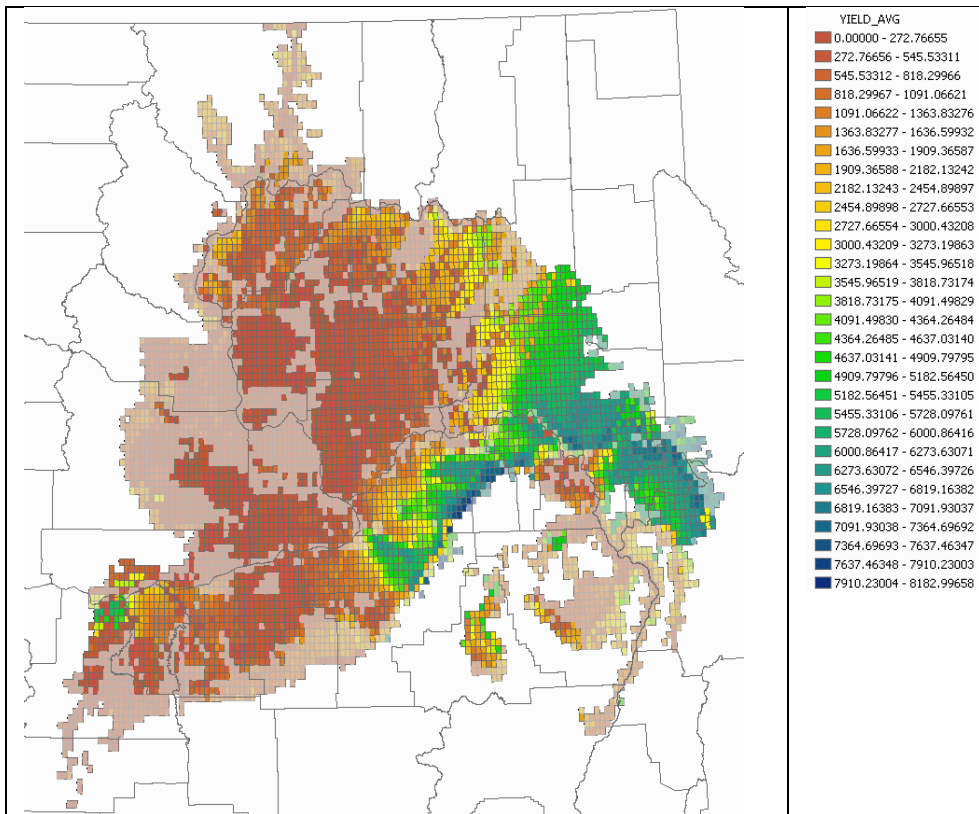 YIELD_AVG
0.00000 - 272.76655
272.76656 - 545.53311
545.53312 - 818.29966
818.29967 - 1091.06621
1091.06622 - 1363.83276
1363.83277 - 1636.59932
1636.59933 - 1909.36587
1909.36588 - 2182.13242
2182.13243 - 2454.89897
2454.89898 - 2727.66553
2727.66554 - 3000.43208
3000.43209 - 3273.19863
3273.19864 - 3545.96518
3545.96519 - 3818.73174
3818.73175 - 4091.49829
4091.49830 - 4364.26484
4364.26485 - 4637.03140
4637.03141 - 4909.79795
4909.79796 - 5182.56450
5182.56451 - 5455.33105
5455.33106 - 5728.09761
5728.09762 - 6000.86416
6000.86417 - 6273.63071
6273.63072 - 6546.39726
6546.39727 - 6819.16382
6819.16383 - 7091.93037
7091.93038 - 7364.69692
7364.69693 - 7637.46347
7637.46348 - 7910.23003
7910.23004 - 8182.99658